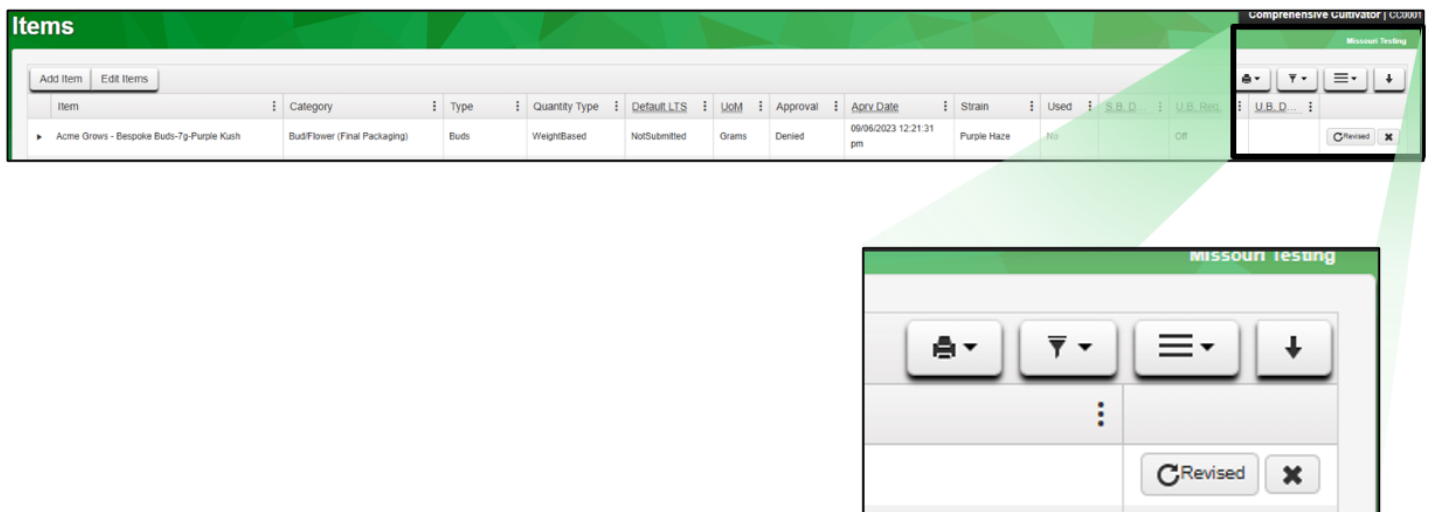 Items
Comprehensive Cultivator | CC0001
Missouri Testing
Add Item Edit Items
Item Category Type Quantity Type Default LTS UoM Approval Aprv Date Strain Used S.B. D... U.B. Req. U.B. D...
Acme Grows - Bespoke Buds-7g-Purple Kush Bud/Flower (Final Packaging) Buds WeightBased NotSubmitted Grams Denied 09/06/2023 12:21:31 Purple Haze No Off Revised
pm
Missouri Testing
Revised